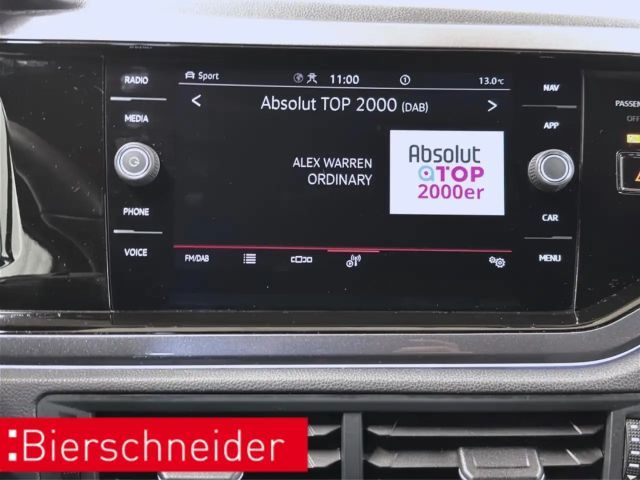 RADIO
MEDIA
PHONE
VOICE
Sport 11:00 13.0°C
< Absolut TOP 2000 (DAB) >
ALEX WARREN
ORDINARY
Absolut
TOP
2000er
FM/DAB
NAV
APP
CAR
MENU
PASSEN
OFF
Bierschneider